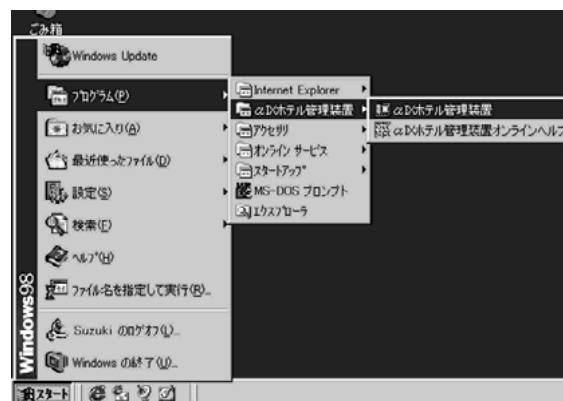 ごみ箱
Windows Update
プログラム(P)
お気に入り(A)
最近使ったファイル(D)
設定(S)
検索(F)
ヘルプ(H)
ファイル名を指定して実行(R)...
Suzuki のログオフ(L)...
Windows の終了(U)...
Windows98
スタート
Internet Explorer
αDXホテル管理装置
アクセサリ
オンライン サービス
スタートアップ
MS-DOS プロンプト
エクスプローラ
αDXホテル管理装置
αDXホテル管理装置オンラインヘルプ